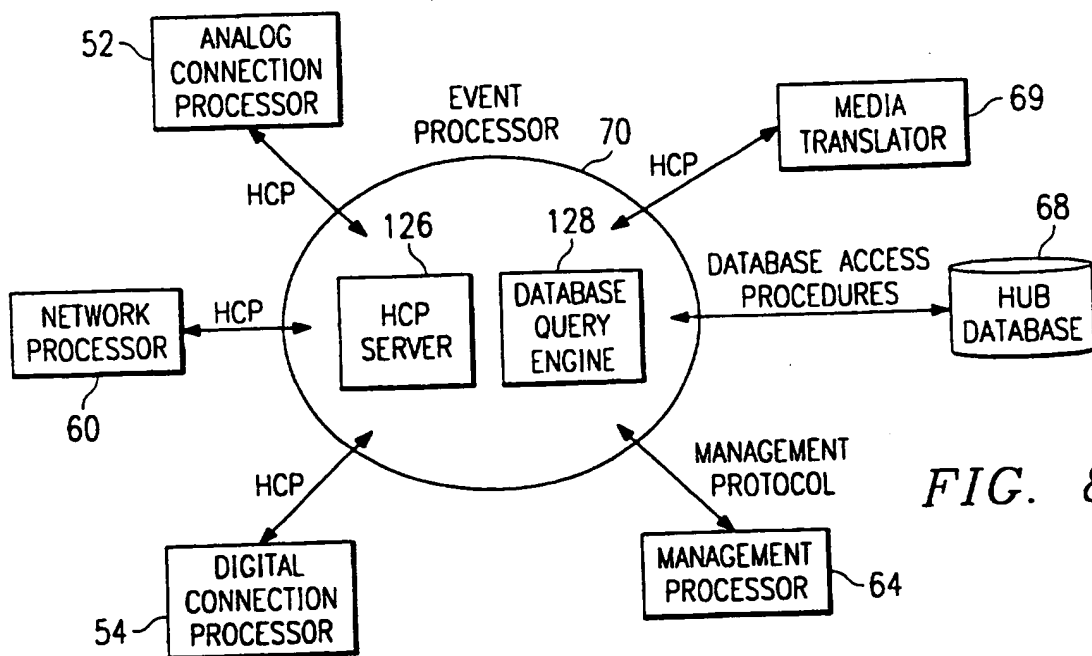 52
ANALOG
CONNECTION
PROCESSOR
EVENT
PROCESSOR
70
MEDIA
TRANSLATOR
69
HCP
HCP
126
128
68
HCP
SERVER
DATABASE
QUERY
ENGINE
DATABASE ACCESS
PROCEDURES
HUB
DATABASE
NETWORK
PROCESSOR
HCP
60
HCP
MANAGEMENT
PROTOCOL
FIG. 8
DIGITAL
CONNECTION
PROCESSOR
54
MANAGEMENT
PROCESSOR
64